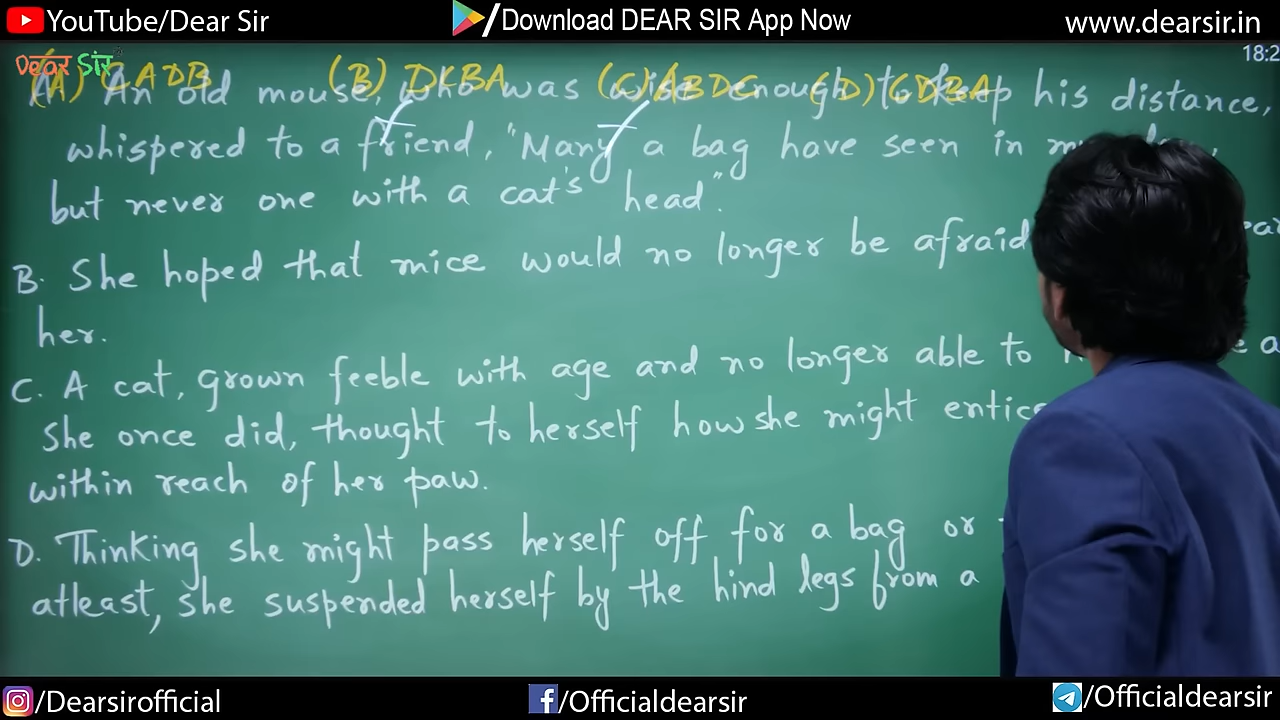 YouTube/Dear Sir
/Download DEAR SIR App Now
www.dearsir.in
18:2
Dear Sir
(A) CADB (B) DCBA (C) ABDC (D) CDBA
An old mouse, who was wise enough to keep his distance,
whispered to a friend, "Many a bag have seen in
but never one with a cat's head".
B. She hoped that mice would no longer be afraid
her.
C. A cat, grown feeble with age and no longer able to
She once did, thought to herself how she might entice
within reach of her paw.
D. Thinking she might pass herself off for a bag or
atleast, she suspended herself by the hind legs from a
/Dearsirofficial
/Officialdearsir
/Officialdearsir